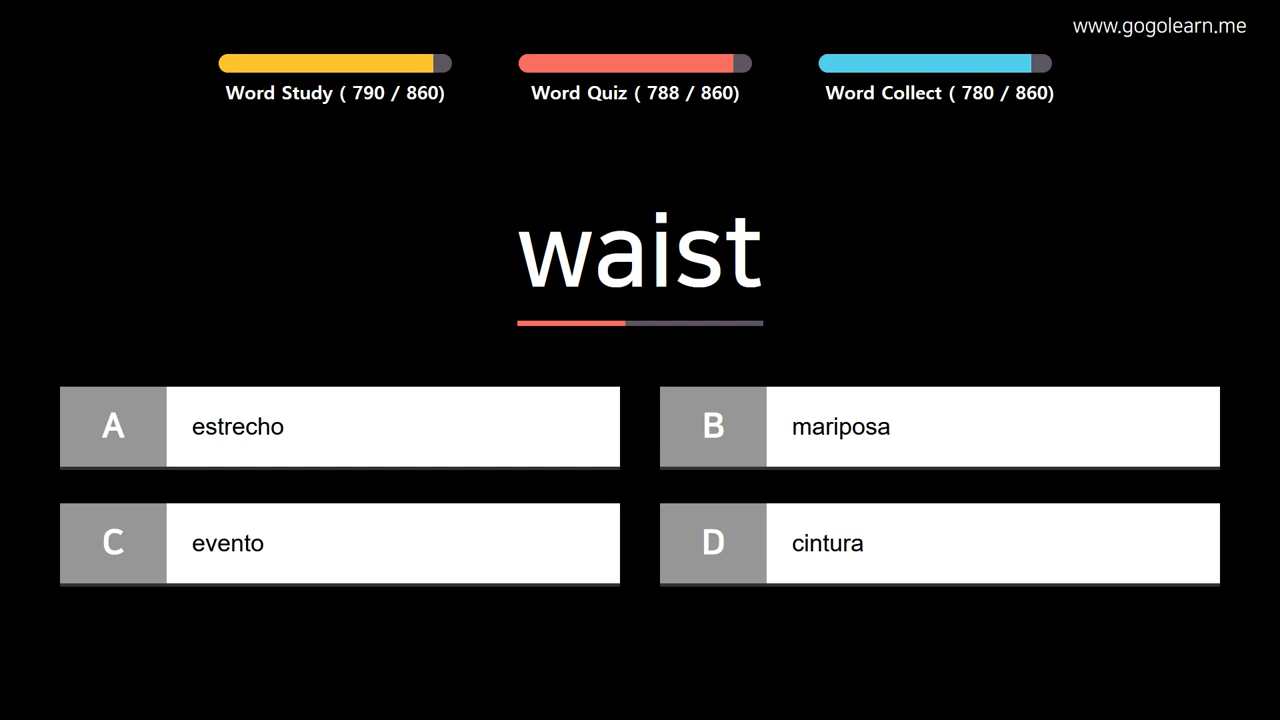 www.gogolearn.me
Word Study ( 790 / 860)
Word Quiz ( 788 / 860)
Word Collect ( 780 / 860)
waist
A estrecho
B mariposa
C evento
D cintura